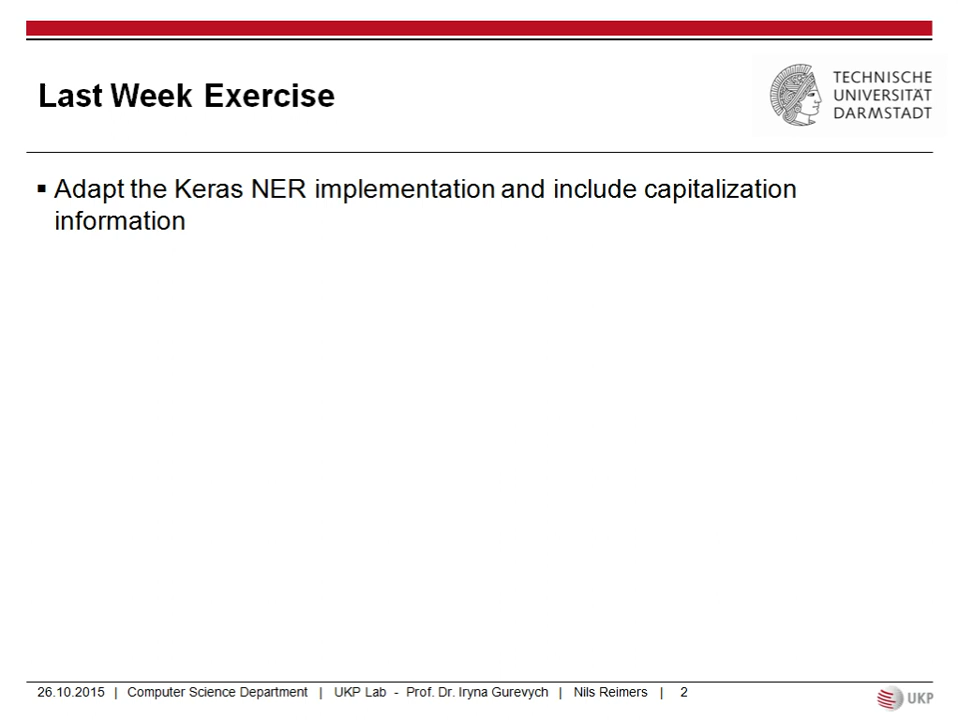 Last Week Exercise
TECHNISCHE
UNIVERSITÄT
DARMSTADT
▪ Adapt the Keras NER implementation and include capitalization
information
26.10.2015 | Computer Science Department | UKP Lab - Prof. Dr. Iryna Gurevych | Nils Reimers | 2
UKP